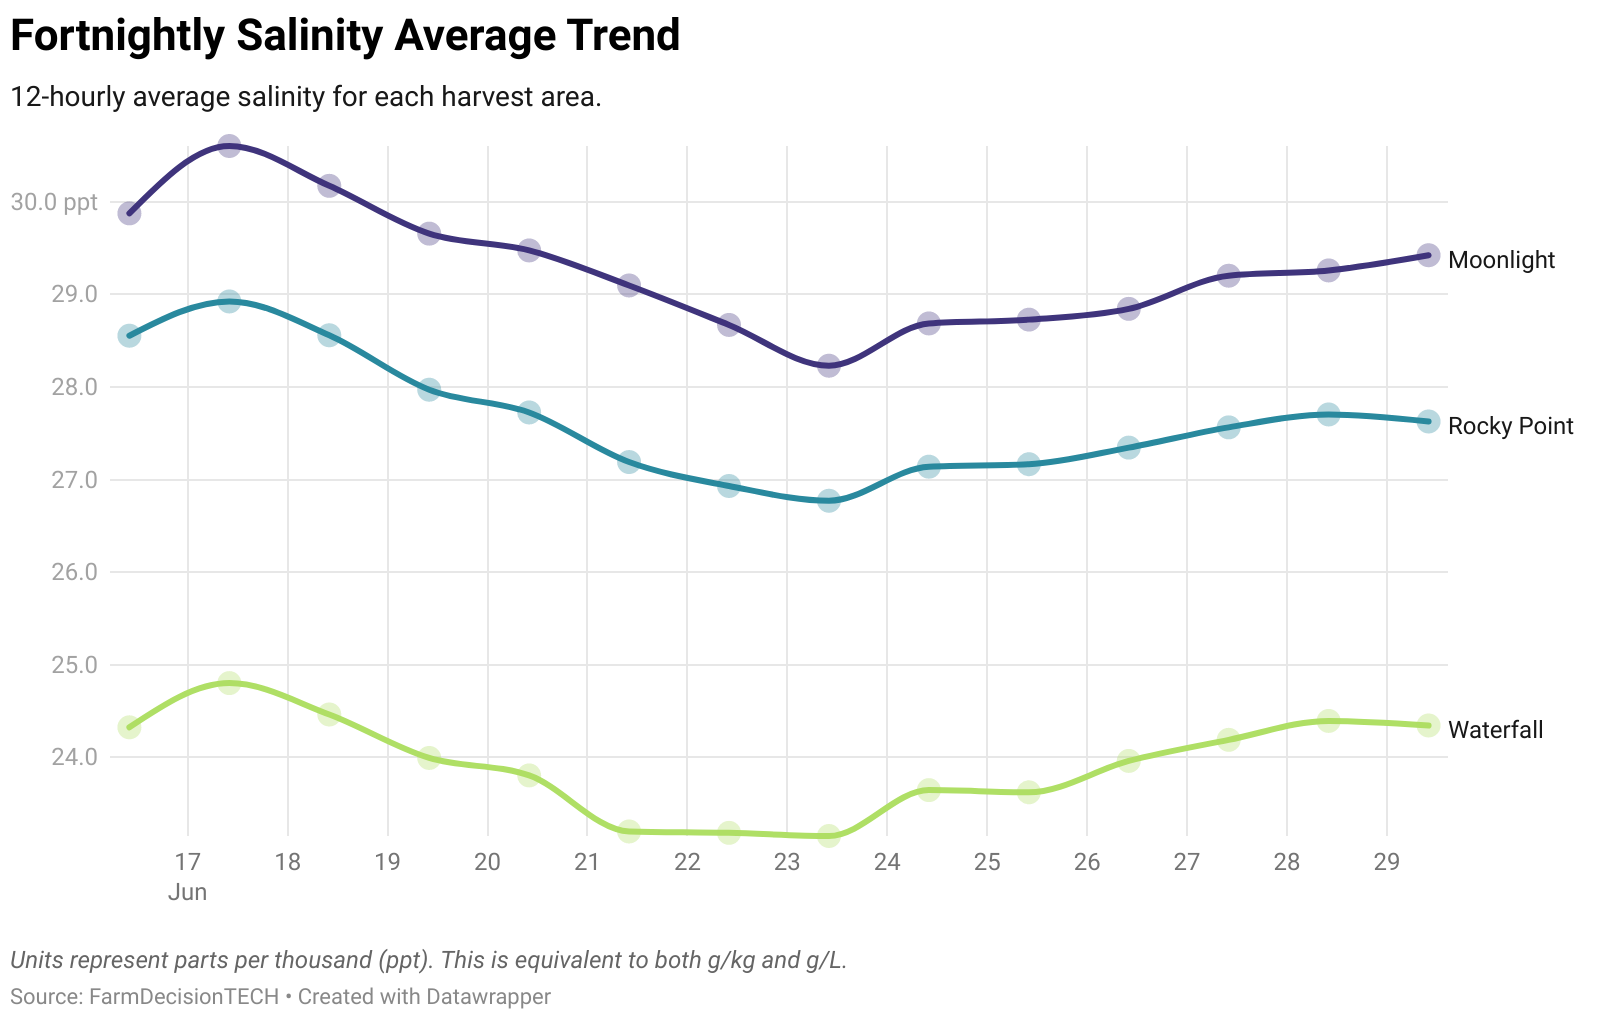 Fortnightly Salinity Average Trend
12-hourly average salinity for each harvest area.
30.0 ppt
29.0
28.0
27.0
26.0
25.0
24.0
Moonlight
Rocky Point
Waterfall
17 18 19 20 21 22 23 24 25 26 27 28 29
Jun
Units represent parts per thousand (ppt). This is equivalent to both g/kg and g/L.
Source: FarmDecisionTECH • Created with Datawrapper